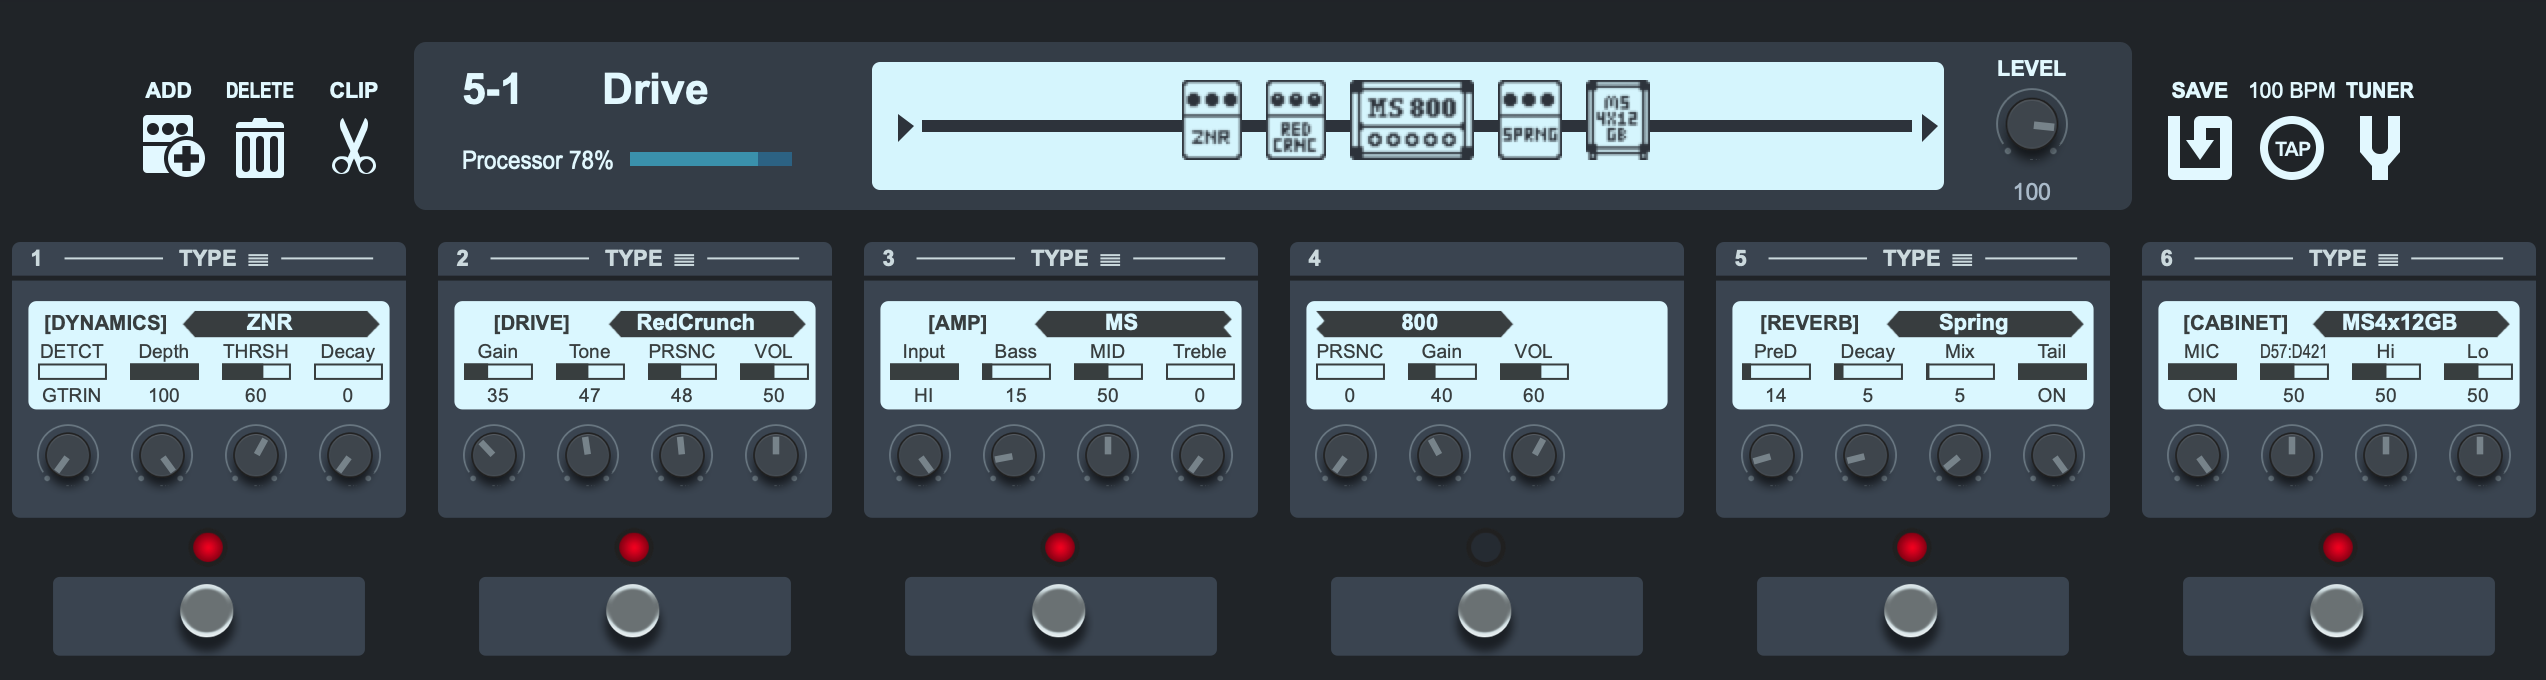 ADD DELETE CLIP
5-1 Drive
Processor 78%
ZNR
RED
CRNC
MS 800
SPRNG
MS
4X12
GB
LEVEL
100
SAVE 100 BPM TUNER
TAP
1 TYPE
[DYNAMICS] ZNR
DETCT Depth THRSH Decay
GTRIN 100 60 0
2 TYPE
[DRIVE] RedCrunch
Gain Tone PRSNC VOL
35 47 48 50
3 TYPE
[AMP] MS
Input Bass MID Treble
HI 15 50 0
4
800
PRSNC Gain VOL
0 40 60
5 TYPE
[REVERB] Spring
PreD Decay Mix Tail
14 5 5 ON
6 TYPE
[CABINET] MS4x12GB
MIC D57:D421 Hi Lo
ON 50 50 50